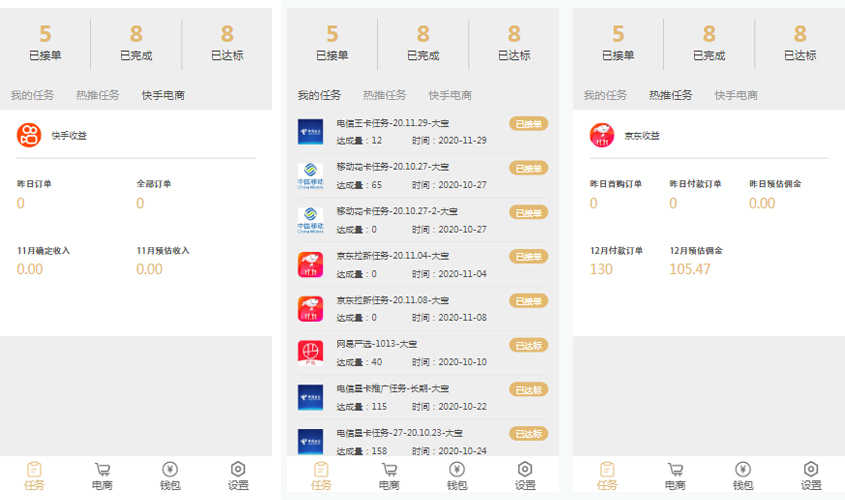 5 8 8
已接单 已完成 已达标
我的任务 热推任务 快手电商
快手收益
昨日订单 全部订单
0 0
11月确定收入 11月预估收入
0.00 0.00
任务 电商 钱包 设置
5 8 8
已接单 已完成 已达标
我的任务 热推任务 快手电商
电信王卡任务-20.11.29-大宝 已接单
达成量：12 时间：2020-11-29
移动花卡任务-20.10.27-大宝 已接单
中国移动
China Mobile
达成量：65 时间：2020-10-27
移动花卡任务-20.10.27-2-大宝 已接单
中国移动
China Mobile
达成量：0 时间：2020-10-27
京东拉新任务-20.11.04-大宝 已接单
达成量：0 时间：2020-11-04
京东拉新任务-20.11.08-大宝 已接单
达成量：0 时间：2020-11-08
网易严选-1013-大宝 已达标
达成量：40 时间：2020-10-10
电信星卡推广任务-长期-大宝 已达标
达成量：115 时间：2020-10-22
电信星卡任务-27-20.10.23-大宝 已达标
达成量：158 时间：2020-10-24
任务 电商 钱包 设置
5 8 8
已接单 已完成 已达标
我的任务 热推任务 快手电商
京东收益
昨日首购订单 昨日付款订单 昨日预估佣金
0 0 0.00
12月付款订单 12月预估佣金
130 105.47
任务 电商 钱包 设置